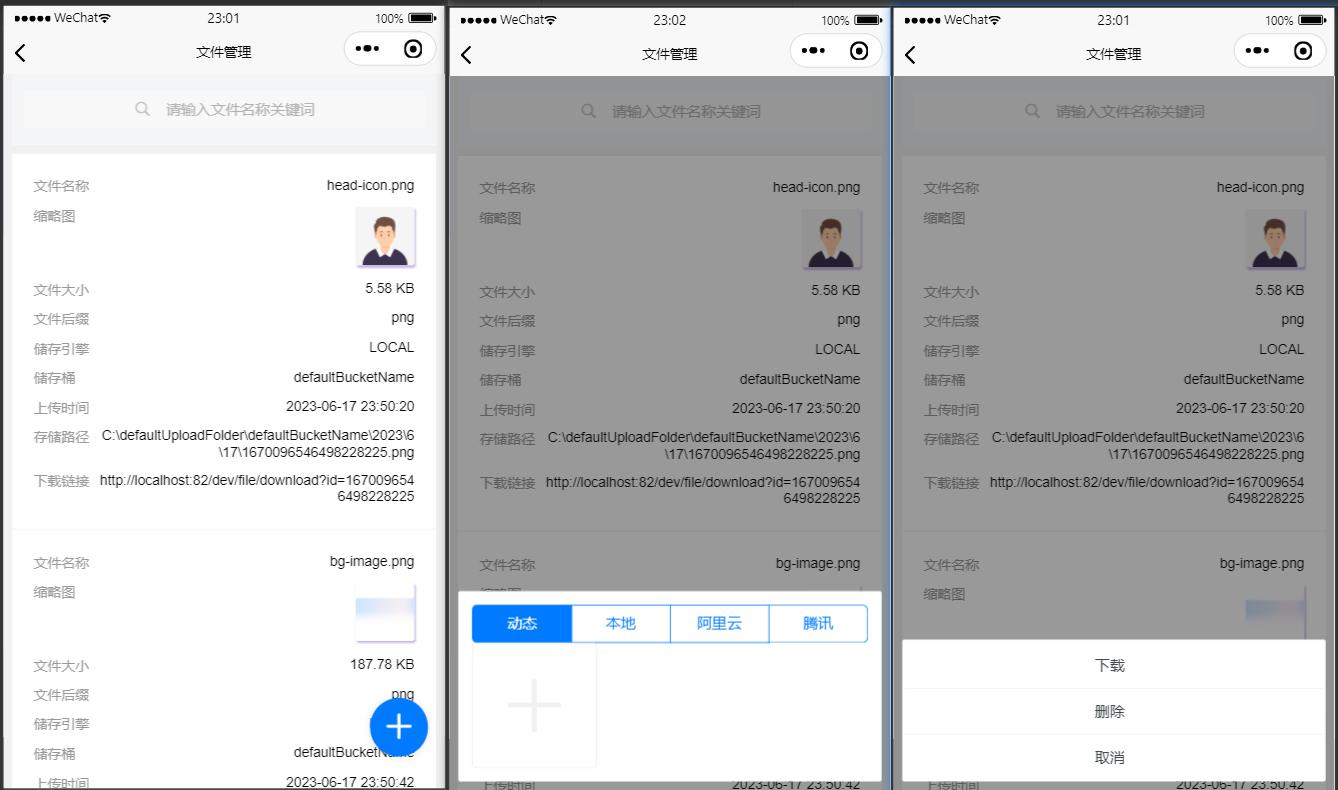 WeChat
23:01
100%
文件管理
请输入文件名称关键词
文件名称
head-icon.png
缩略图
文件大小
5.58 KB
文件后缀
png
储存引擎
LOCAL
储存桶
defaultBucketName
上传时间
2023-06-17 23:50:20
存储路径
C:\defaultUploadFolder\defaultBucketName\2023\6
\17\1670096546498228225.png
下载链接
http://localhost:82/dev/file/download?id=167009654
6498228225
文件名称
bg-image.png
缩略图
文件大小
187.78 KB
文件后缀
png
储存引擎
储存桶
defaultBucketName
上传时间
2023-06-17 23:50:42
WeChat
23:02
100%
文件管理
请输入文件名称关键词
文件名称
head-icon.png
缩略图
文件大小
5.58 KB
文件后缀
png
储存引擎
LOCAL
储存桶
defaultBucketName
上传时间
2023-06-17 23:50:20
存储路径
C:\defaultUploadFolder\defaultBucketName\2023\6
\17\1670096546498228225.png
下载链接
http://localhost:82/dev/file/download?id=167009654
6498228225
文件名称
bg-image.png
动态
本地
阿里云
腾讯
上传时间
2023-06-17 23:50:42
WeChat
23:01
100%
文件管理
请输入文件名称关键词
文件名称
head-icon.png
缩略图
文件大小
5.58 KB
文件后缀
png
储存引擎
LOCAL
储存桶
defaultBucketName
上传时间
2023-06-17 23:50:20
存储路径
C:\defaultUploadFolder\defaultBucketName\2023\6
\17\1670096546498228225.png
下载链接
http://localhost:82/dev/file/download?id=167009654
6498228225
文件名称
bg-image.png
缩略图
下载
删除
取消
上传时间
2023-06-17 23:50:42